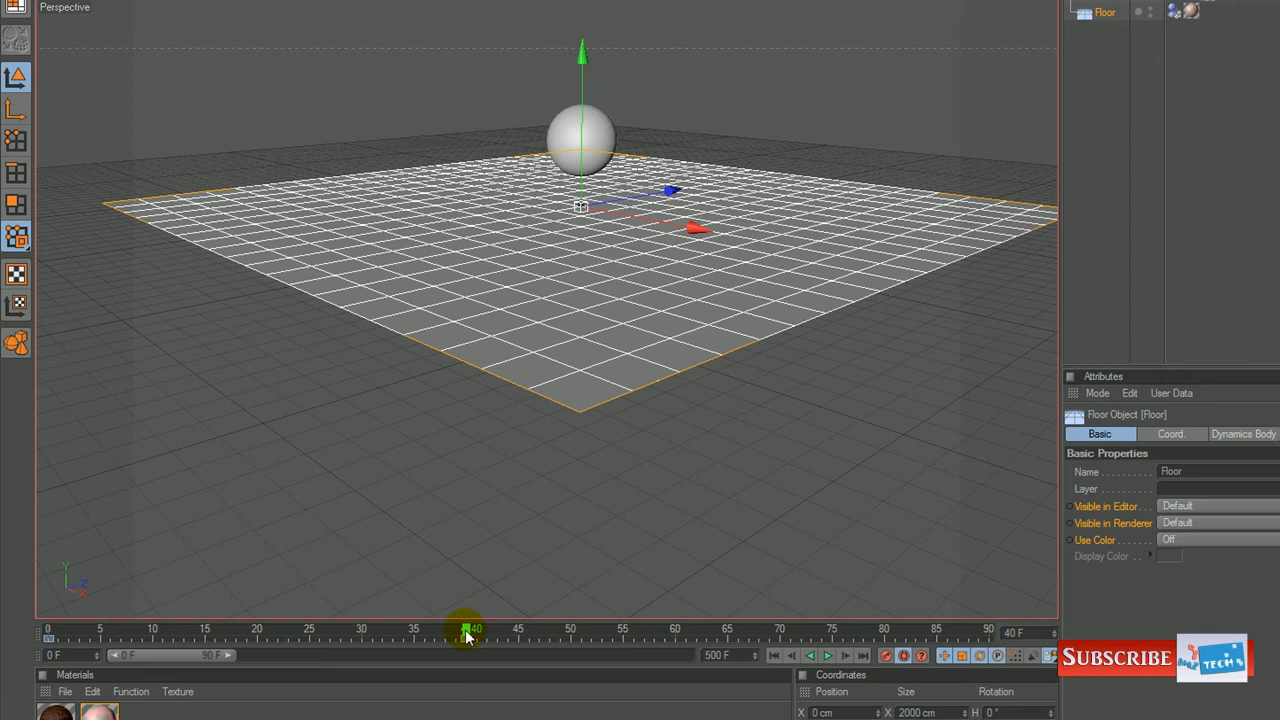 Perspective
Floor
Attributes
Mode Edit User Data
Floor Object [Floor]
Basic Coord. Dynamics Body
Basic Properties
Name Floor
Layer
Visible in Editor Default
Visible in Renderer Default
Use Color Off
Display Color
Y
Z
X
0 5 10 15 20 25 30 35 40 45 50 55 60 65 70 75 80 85 90 40 F
0 F 0 F 90 F 500 F
SUBSCRIBE
TECH'S
Materials
File Edit Function Texture
Coordinates
Position Size Rotation
X 0 cm X 2000 cm H 0 °